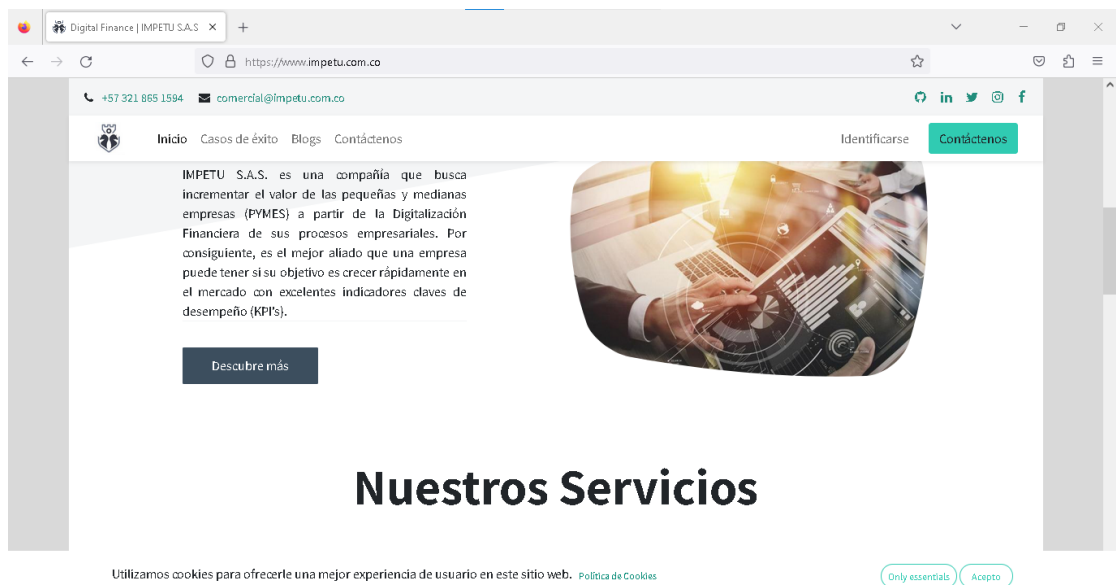 Digital Finance | IMPETU S.A.S
https://www.impetu.com.co
+57 321 865 1594 comercial@impetu.com.co
Inicio Casos de éxito Blogs Contáctenos Identificarse Contáctenos
IMPETU S.A.S. es una compañía que busca
incrementar el valor de las pequeñas y medianas
empresas (PYMES) a partir de la Digitalización
Financiera de sus procesos empresariales. Por
consiguiente, es el mejor aliado que una empresa
puede tener si su objetivo es crecer rápidamente en
el mercado con excelentes indicadores claves de
desempeño (KPI's).
Descubre más
Nuestros Servicios
Utilizamos cookies para ofrecerle una mejor experiencia de usuario en este sitio web. Política de Cookies Only essentials Acepto